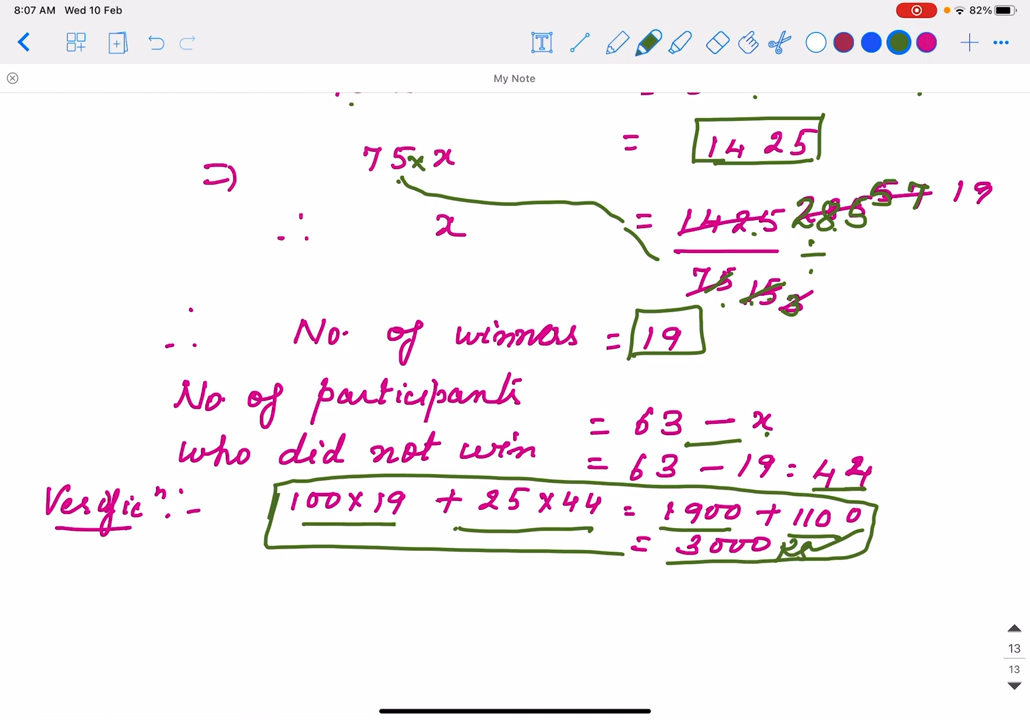 8:07 AM Wed 10 Feb
82%
My Note
⇒ 75 × x = 1425
∴ x = 1425 285 57 19
75 15 3
∴ No. of winners = 19
No of participants
who did not win = 63 – x
= 63 – 19 = 44
Verificⁿ :- 100 × 19 + 25 × 44 = 1900 + 1100
= 3000
13
13